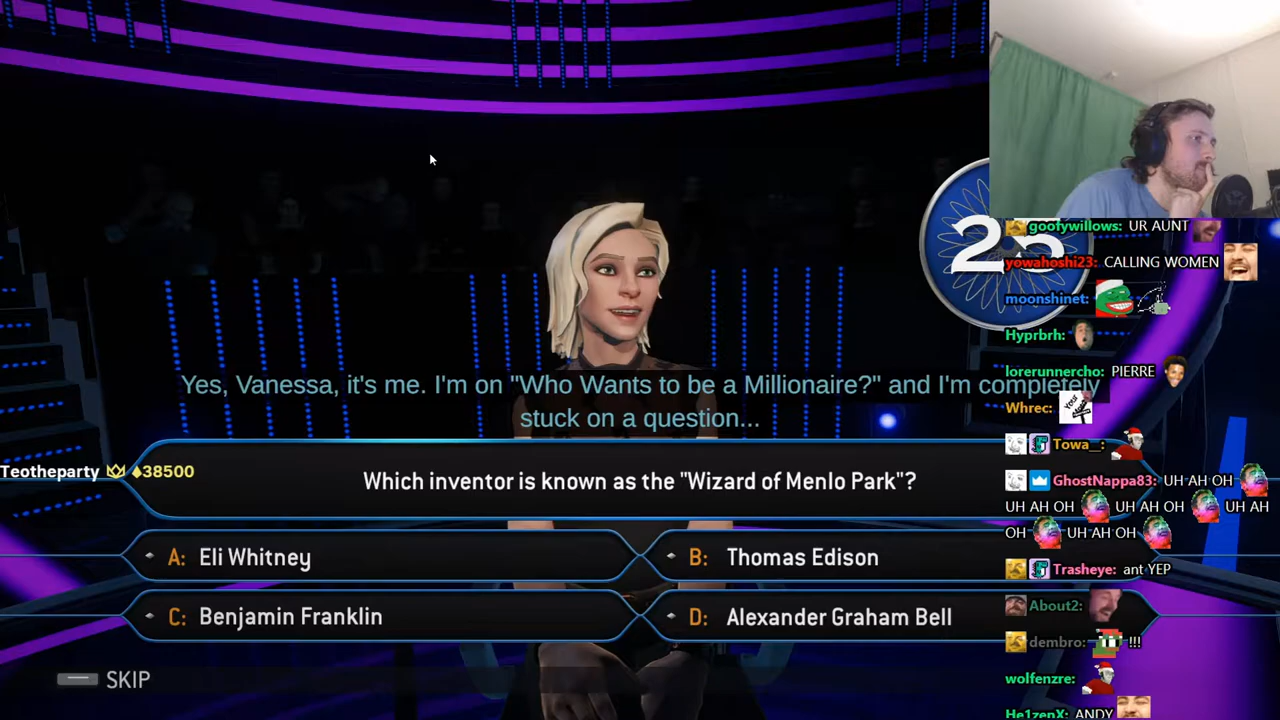 25
goofywillows: UR AUNT
yowahoshi23: CALLING WOMEN
moonshinet:
Hyprbrh:
lorerunnercho: PIERRE
Whrec:
Towa__:
GhostNappa83: UH AH OH
UH AH OH UH AH OH UH AH
OH UH AH OH
Trasheye: ant YEP
About2:
dembro: !!!
wolfenzre:
He1zenX: ANDY
Yes, Vanessa, it's me. I'm on "Who Wants to be a Millionaire?" and I'm completely
stuck on a question...
Teotheparty 38500
Which inventor is known as the "Wizard of Menlo Park"?
A: Eli Whitney
B: Thomas Edison
C: Benjamin Franklin
D: Alexander Graham Bell
SKIP